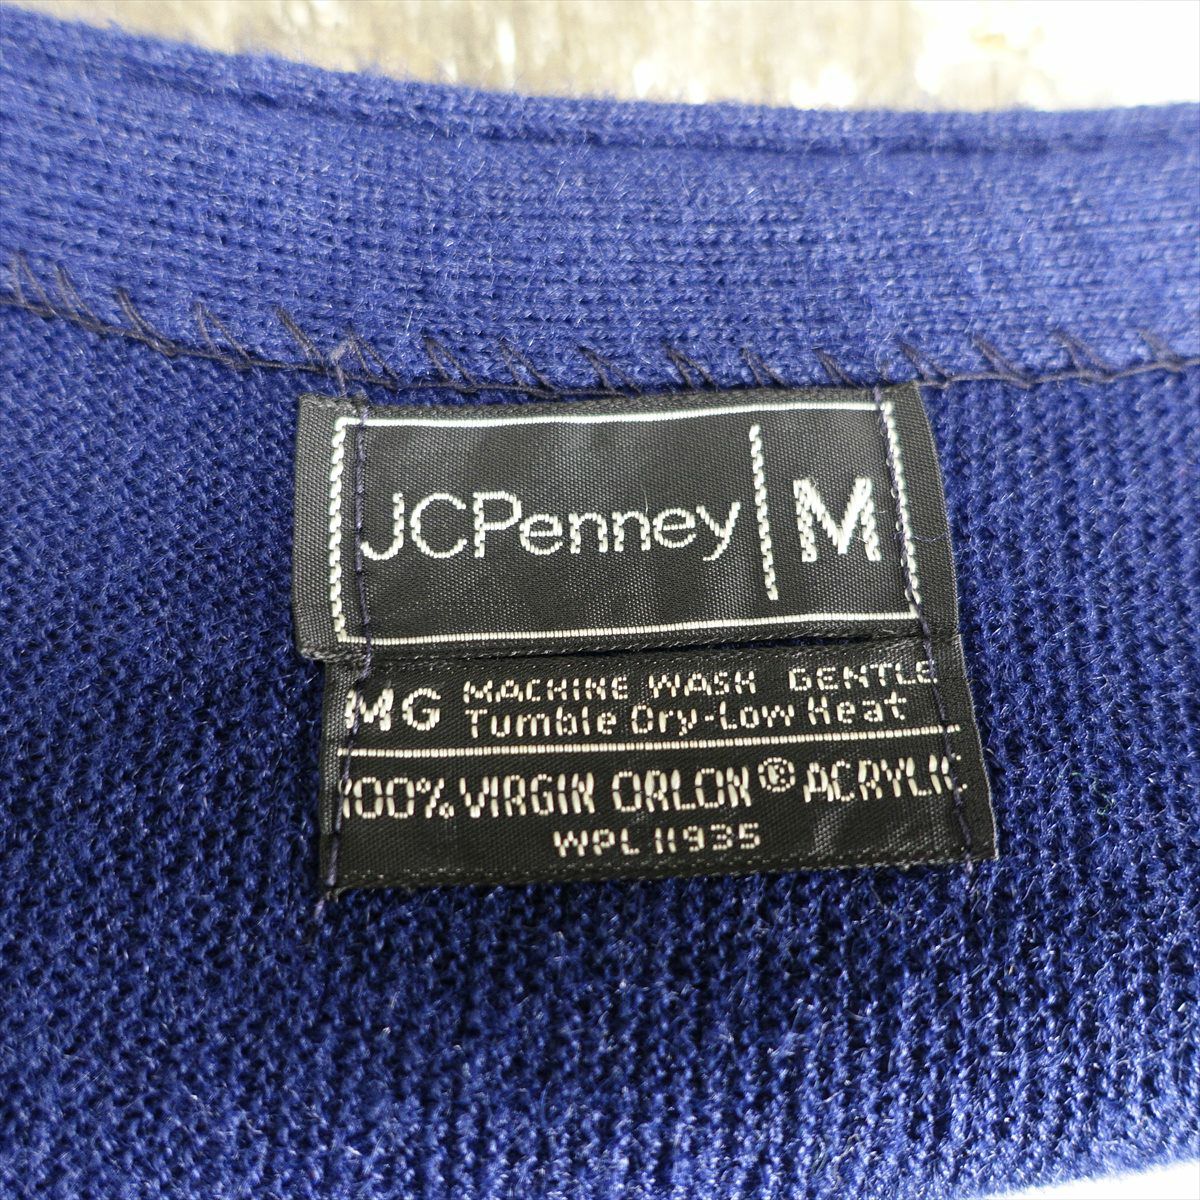 JCPenney M
MG MACHINE WASH GENTLE
Tumble Dry-Low Heat
100% VIRGIN ORLON® ACRYLIC
WPL 11935